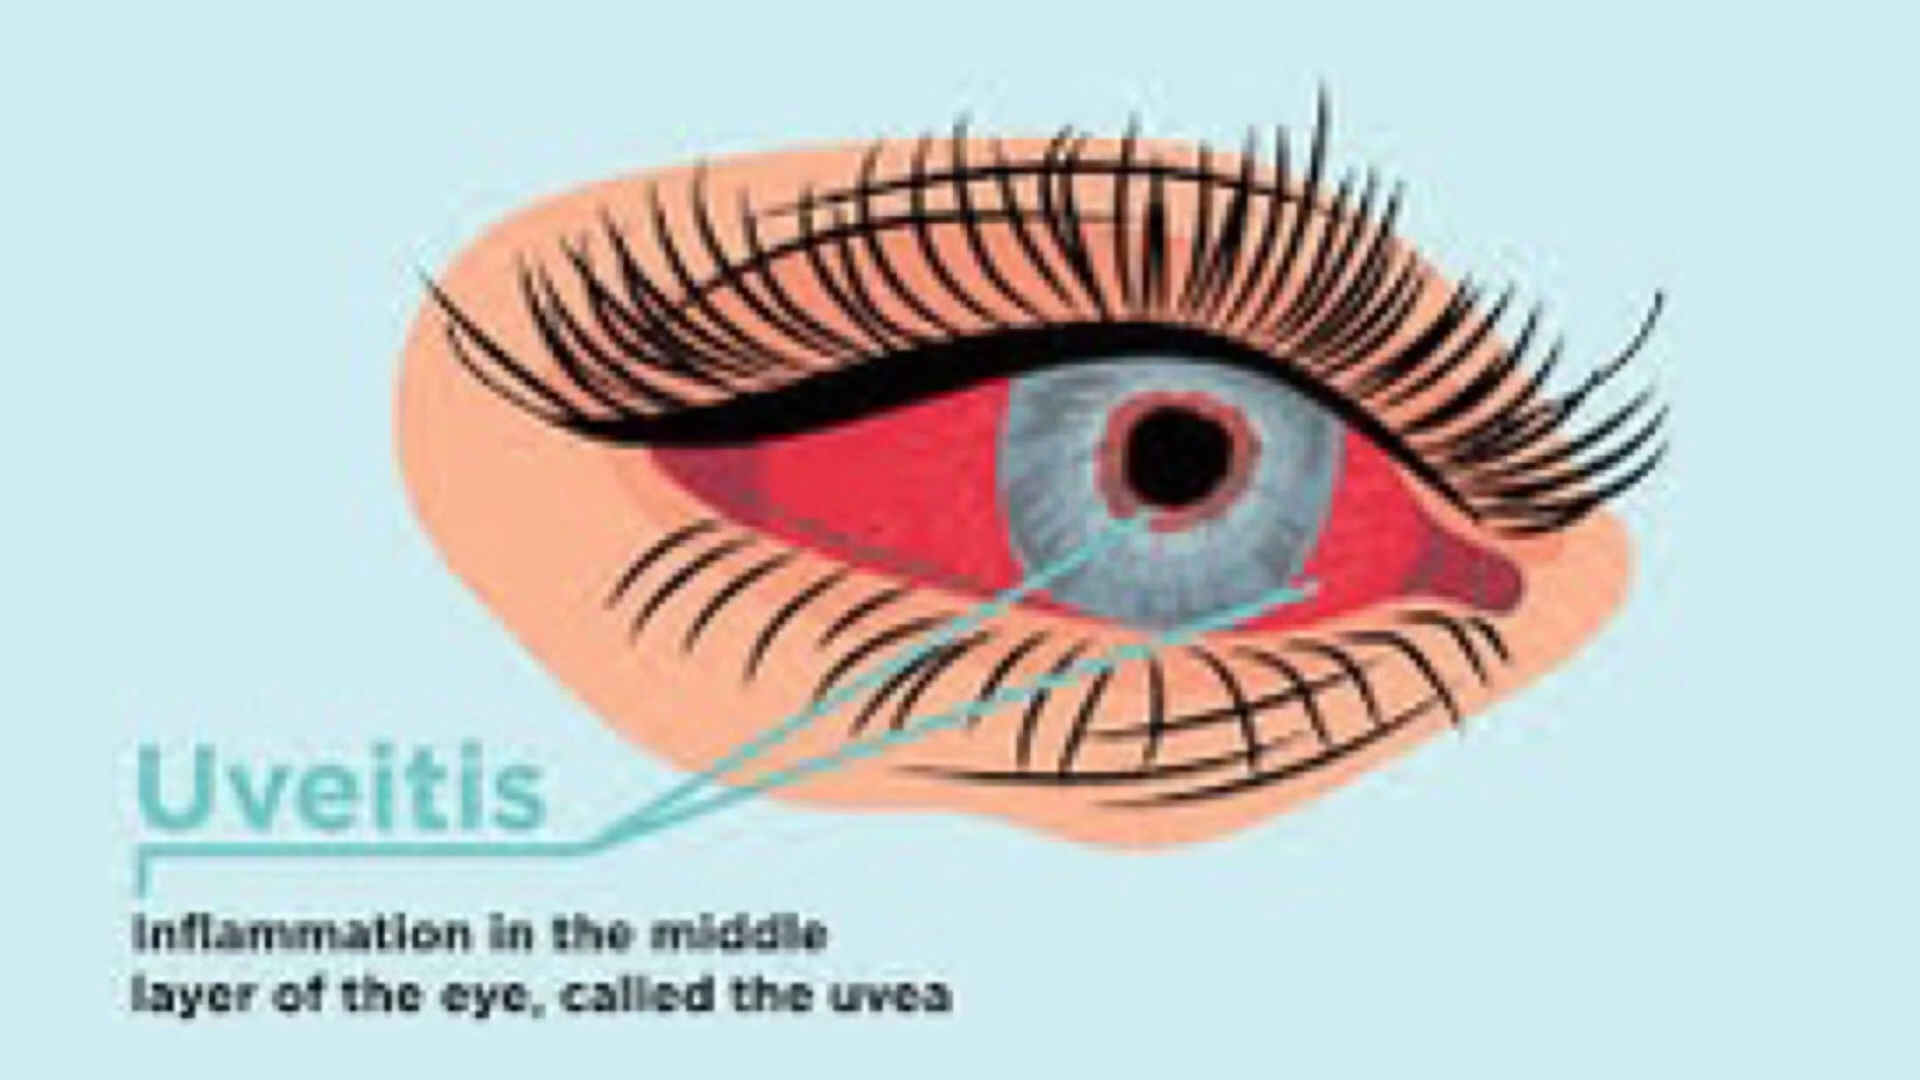 Uveitis
Inflammation in the middle
layer of the eye, called the uvea